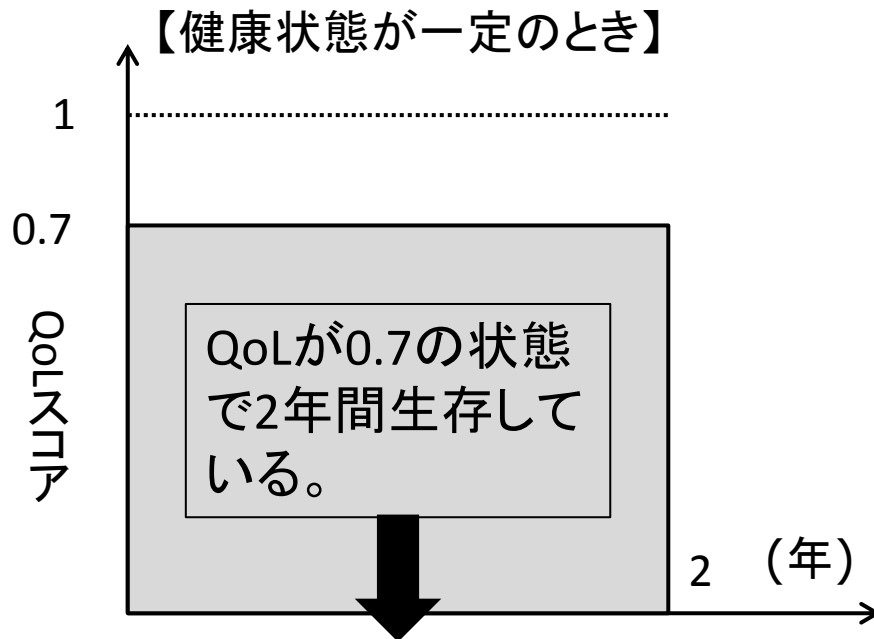 【健康状態が一定のとき】
1
0.7
QoLスコア
QoLが0.7の状態
で2年間生存して
いる。
2 (年)